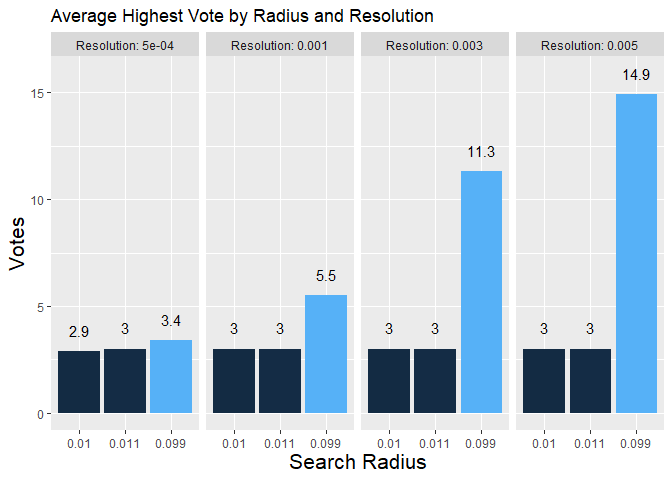 Average Highest Vote by Radius and Resolution
Resolution: 5e-04 Resolution: 0.001 Resolution: 0.003 Resolution: 0.005
Votes
15
10
5
0
2.9 3 3.4 3 3 5.5 3 3 11.3 3 3 14.9
0.01 0.011 0.099 0.01 0.011 0.099 0.01 0.011 0.099 0.01 0.011 0.099
Search Radius